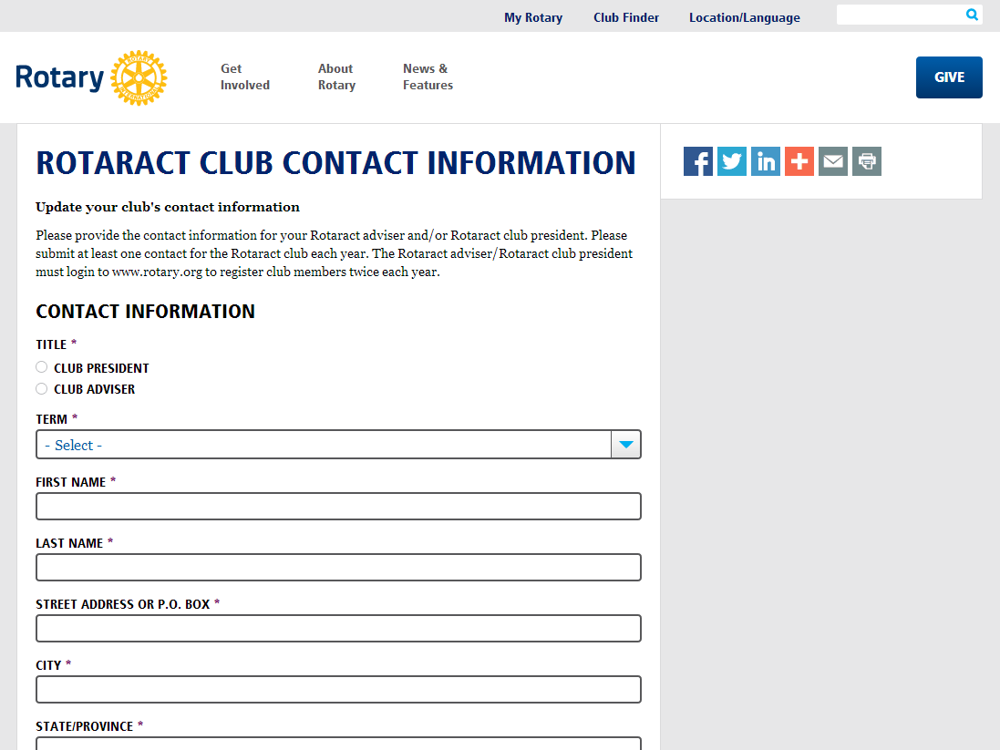 My Rotary Club Finder Location/Language
Rotary
ROTARY
INTERNATIONAL
Get
Involved
About
Rotary
News &
Features
GIVE
ROTARACT CLUB CONTACT INFORMATION
Update your club's contact information
Please provide the contact information for your Rotaract adviser and/or Rotaract club president. Please
submit at least one contact for the Rotaract club each year. The Rotaract adviser/Rotaract club president
must login to www.rotary.org to register club members twice each year.
CONTACT INFORMATION
TITLE *
CLUB PRESIDENT
CLUB ADVISER
TERM *
- Select -
FIRST NAME *
LAST NAME *
STREET ADDRESS OR P.O. BOX *
CITY *
STATE/PROVINCE *